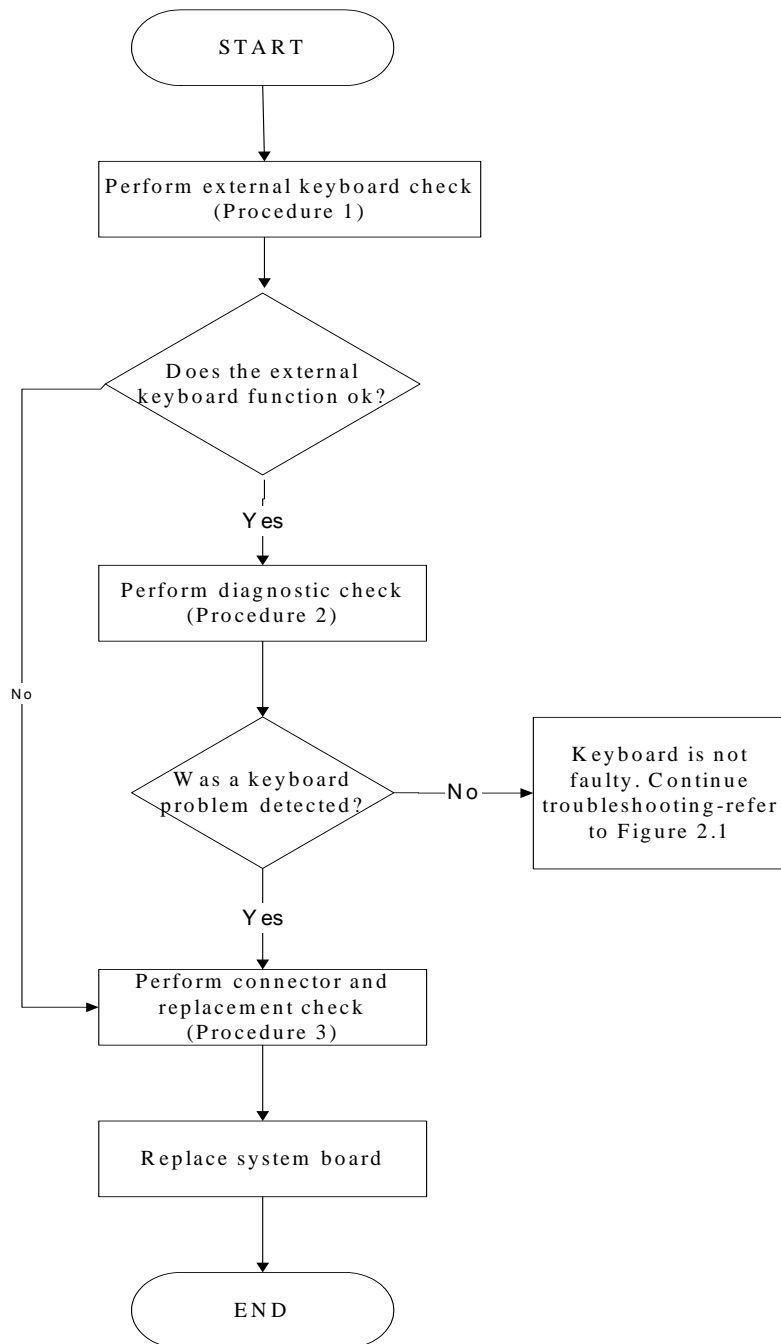 START
Perform external keyboard check
(Procedure 1)
Does the external
keyboard function ok?
Yes
Perform diagnostic check
(Procedure 2)
No
Was a keyboard
problem detected?
No
Keyboard is not
faulty. Continue
troubleshooting-refer
to Figure 2.1
Yes
Perform connector and
replacement check
(Procedure 3)
Replace system board
END